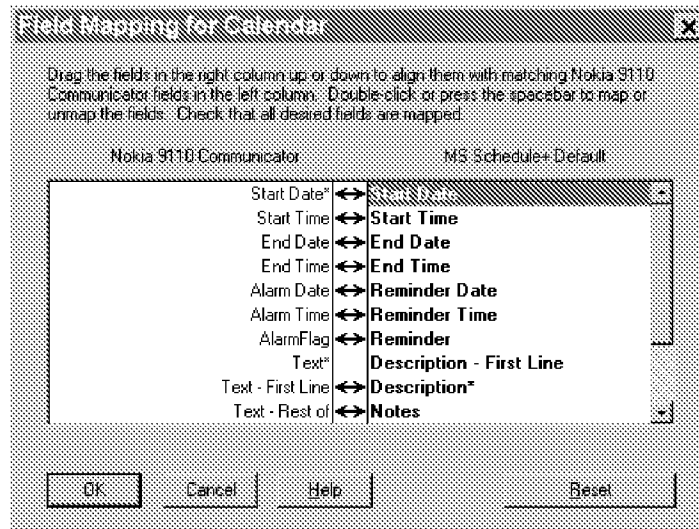 Field Mapping for Calendar
Drag the fields in the right column up or down to align them with matching Nokia 9110
Communicator fields in the left column. Double-click or press the spacebar to map or
unmap the fields. Check that all desired fields are mapped.
Nokia 9110 Communicator MS Schedule+ Default
Start Date* Start Date
Start Time Start Time
End Date End Date
End Time End Time
Alarm Date Reminder Date
Alarm Time Reminder Time
AlarmFlag Reminder
Text* Description - First Line
Text - First Line Description*
Text - Rest of Notes
OK Cancel Help Reset